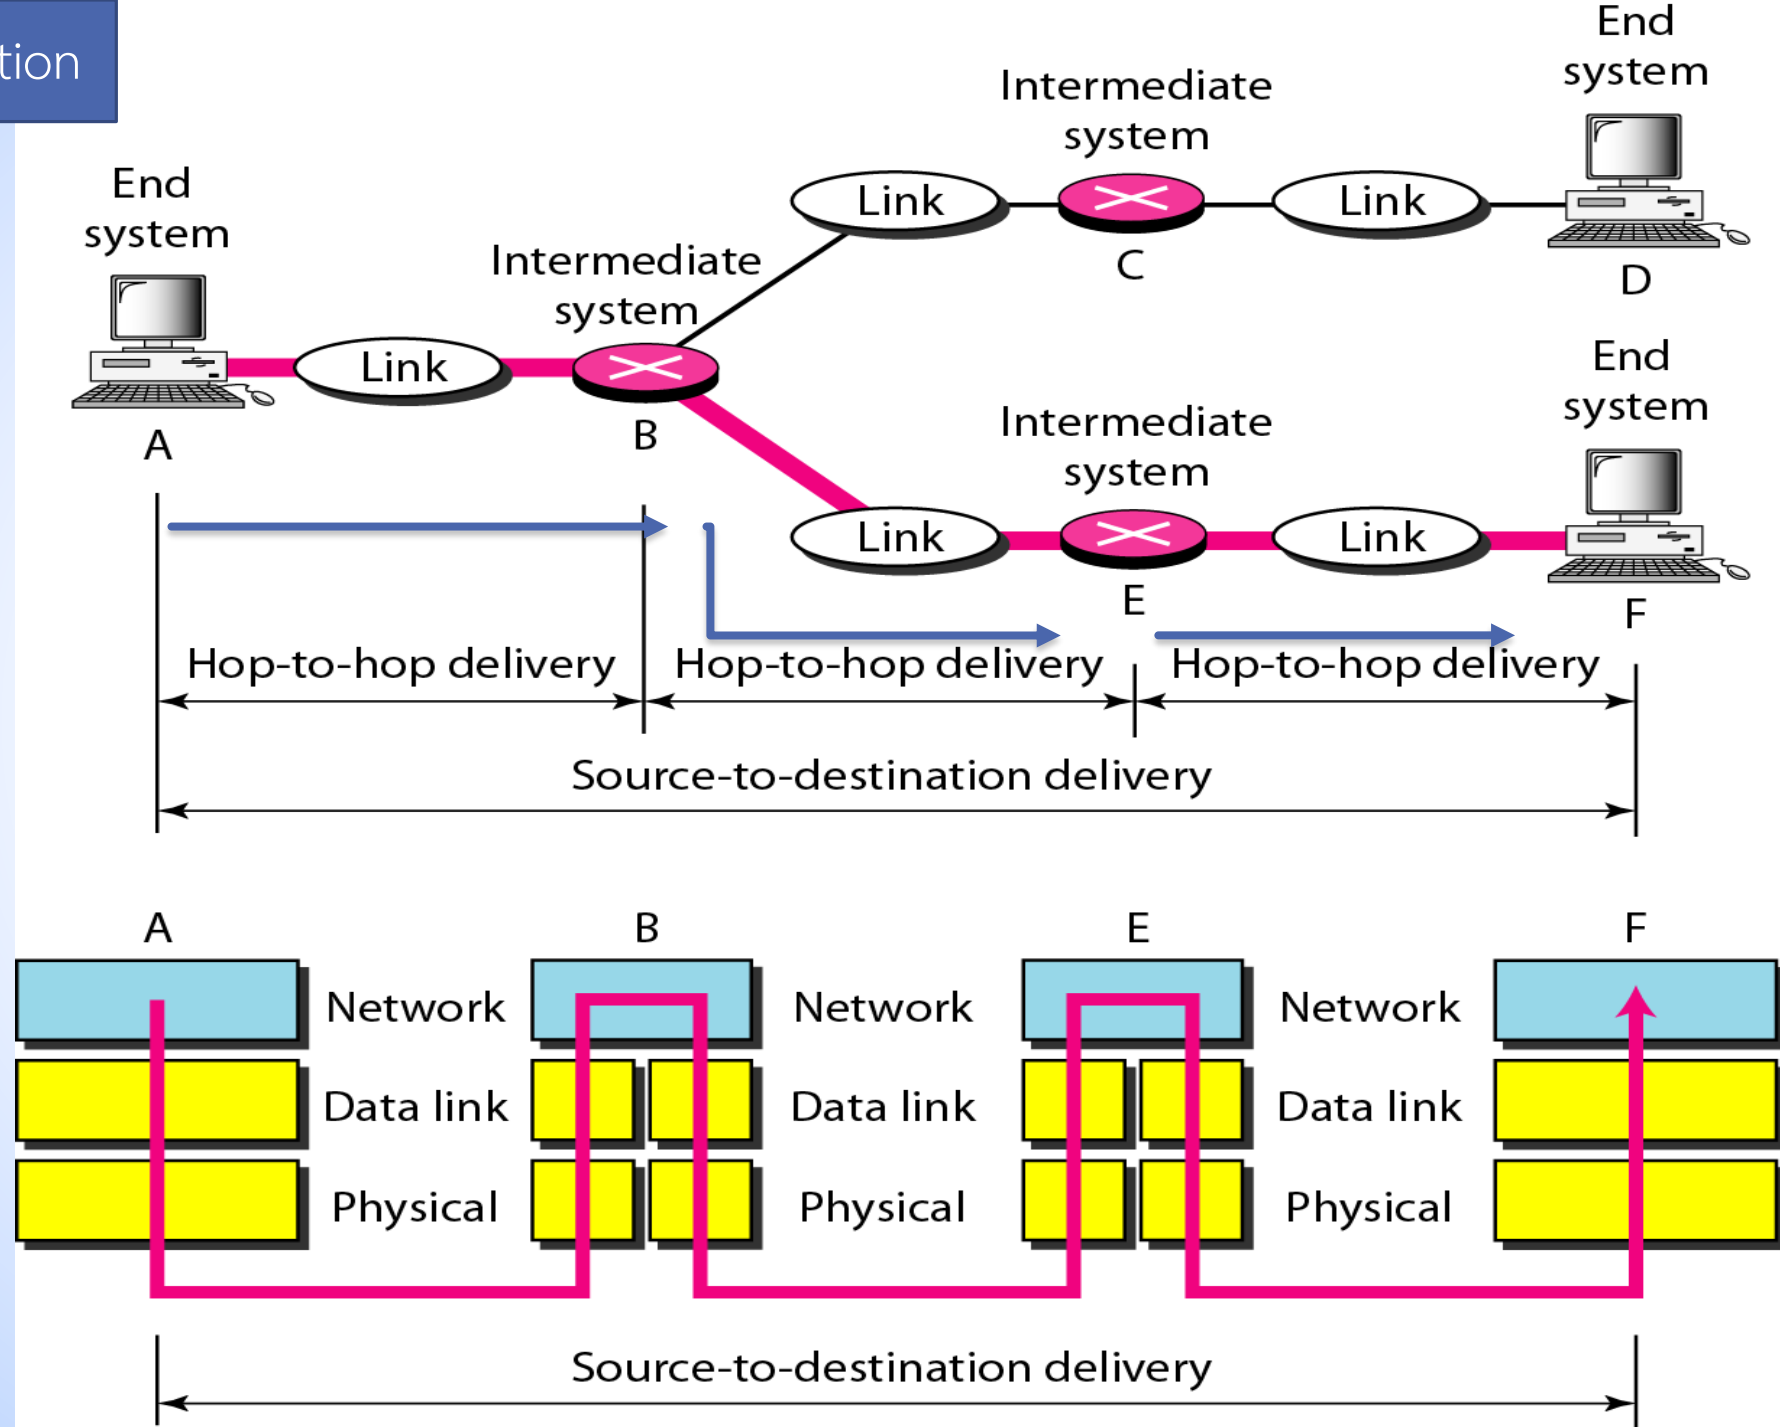 tion
End
system
Intermediate
system
Link
Link
C
D
End
system
Intermediate
system
Link
A
B
End
system
Intermediate
system
Link
Link
E
F
Hop-to-hop delivery
Hop-to-hop delivery
Hop-to-hop delivery
Source-to-destination delivery
A
B
E
F
Network
Network
Network
Data link
Data link
Data link
Physical
Physical
Physical
Source-to-destination delivery